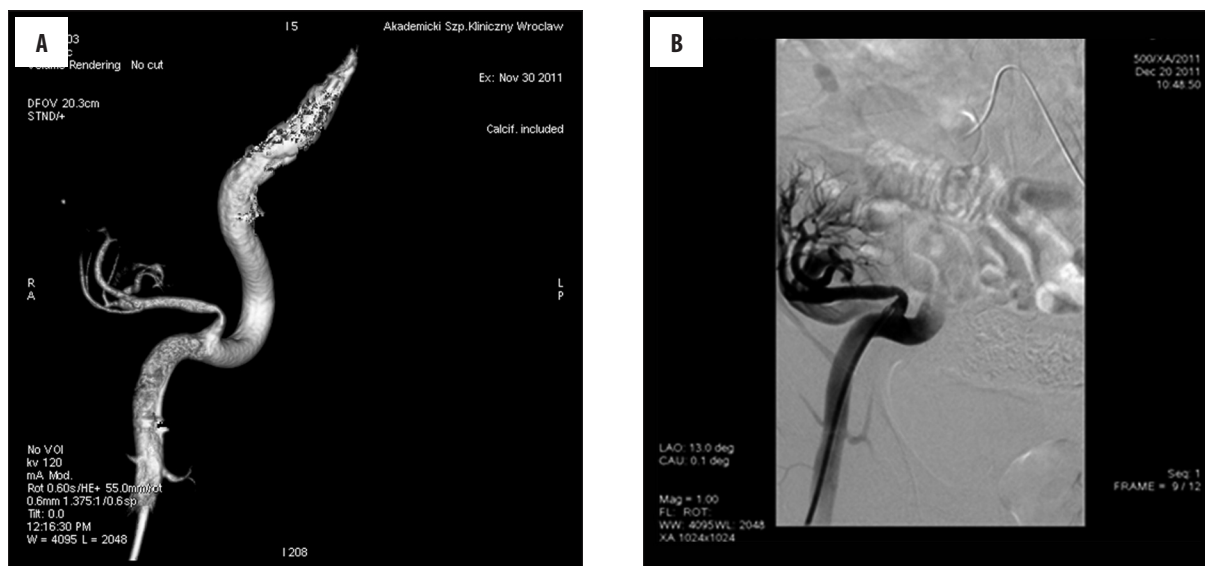 A
03
Volume Rendering No cut
DFOV 20.3cm
STND/+
I 5
Akademicki Szp.Kliniczny Wroclaw
Ex: Nov 30 2011
Calcif. included
R
A
L
P
No VOI
kv 120
mA Mod.
Rot 0.60s/HE+ 55.0mm/rot
0.6mm 1.375:1/0.6sp
Tilt: 0.0
12:16:30 PM
W = 4095 L = 2048
I 208
B
500/XA/2011
Dec 20 2011
10:48:50
LAO: 13.0 deg
CAU: 0.1 deg
Mag = 1.00
FL: ROT:
WW: 4095WL: 2048
XA 1024x1024
Seq: 1
FRAME = 9 / 12